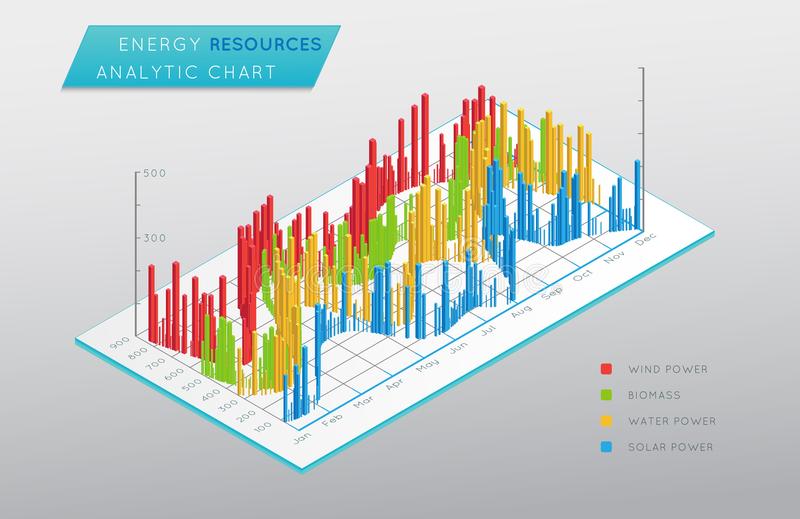 ENERGY RESOURCES
ANALYTIC CHART
500
300
900
800
700
600
500
400
300
200
100
Jan
Feb
Mar
Apr
May
Jun
Jul
Aug
Sep
Oct
Nov
Dec
WIND POWER
BIOMASS
WATER POWER
SOLAR POWER